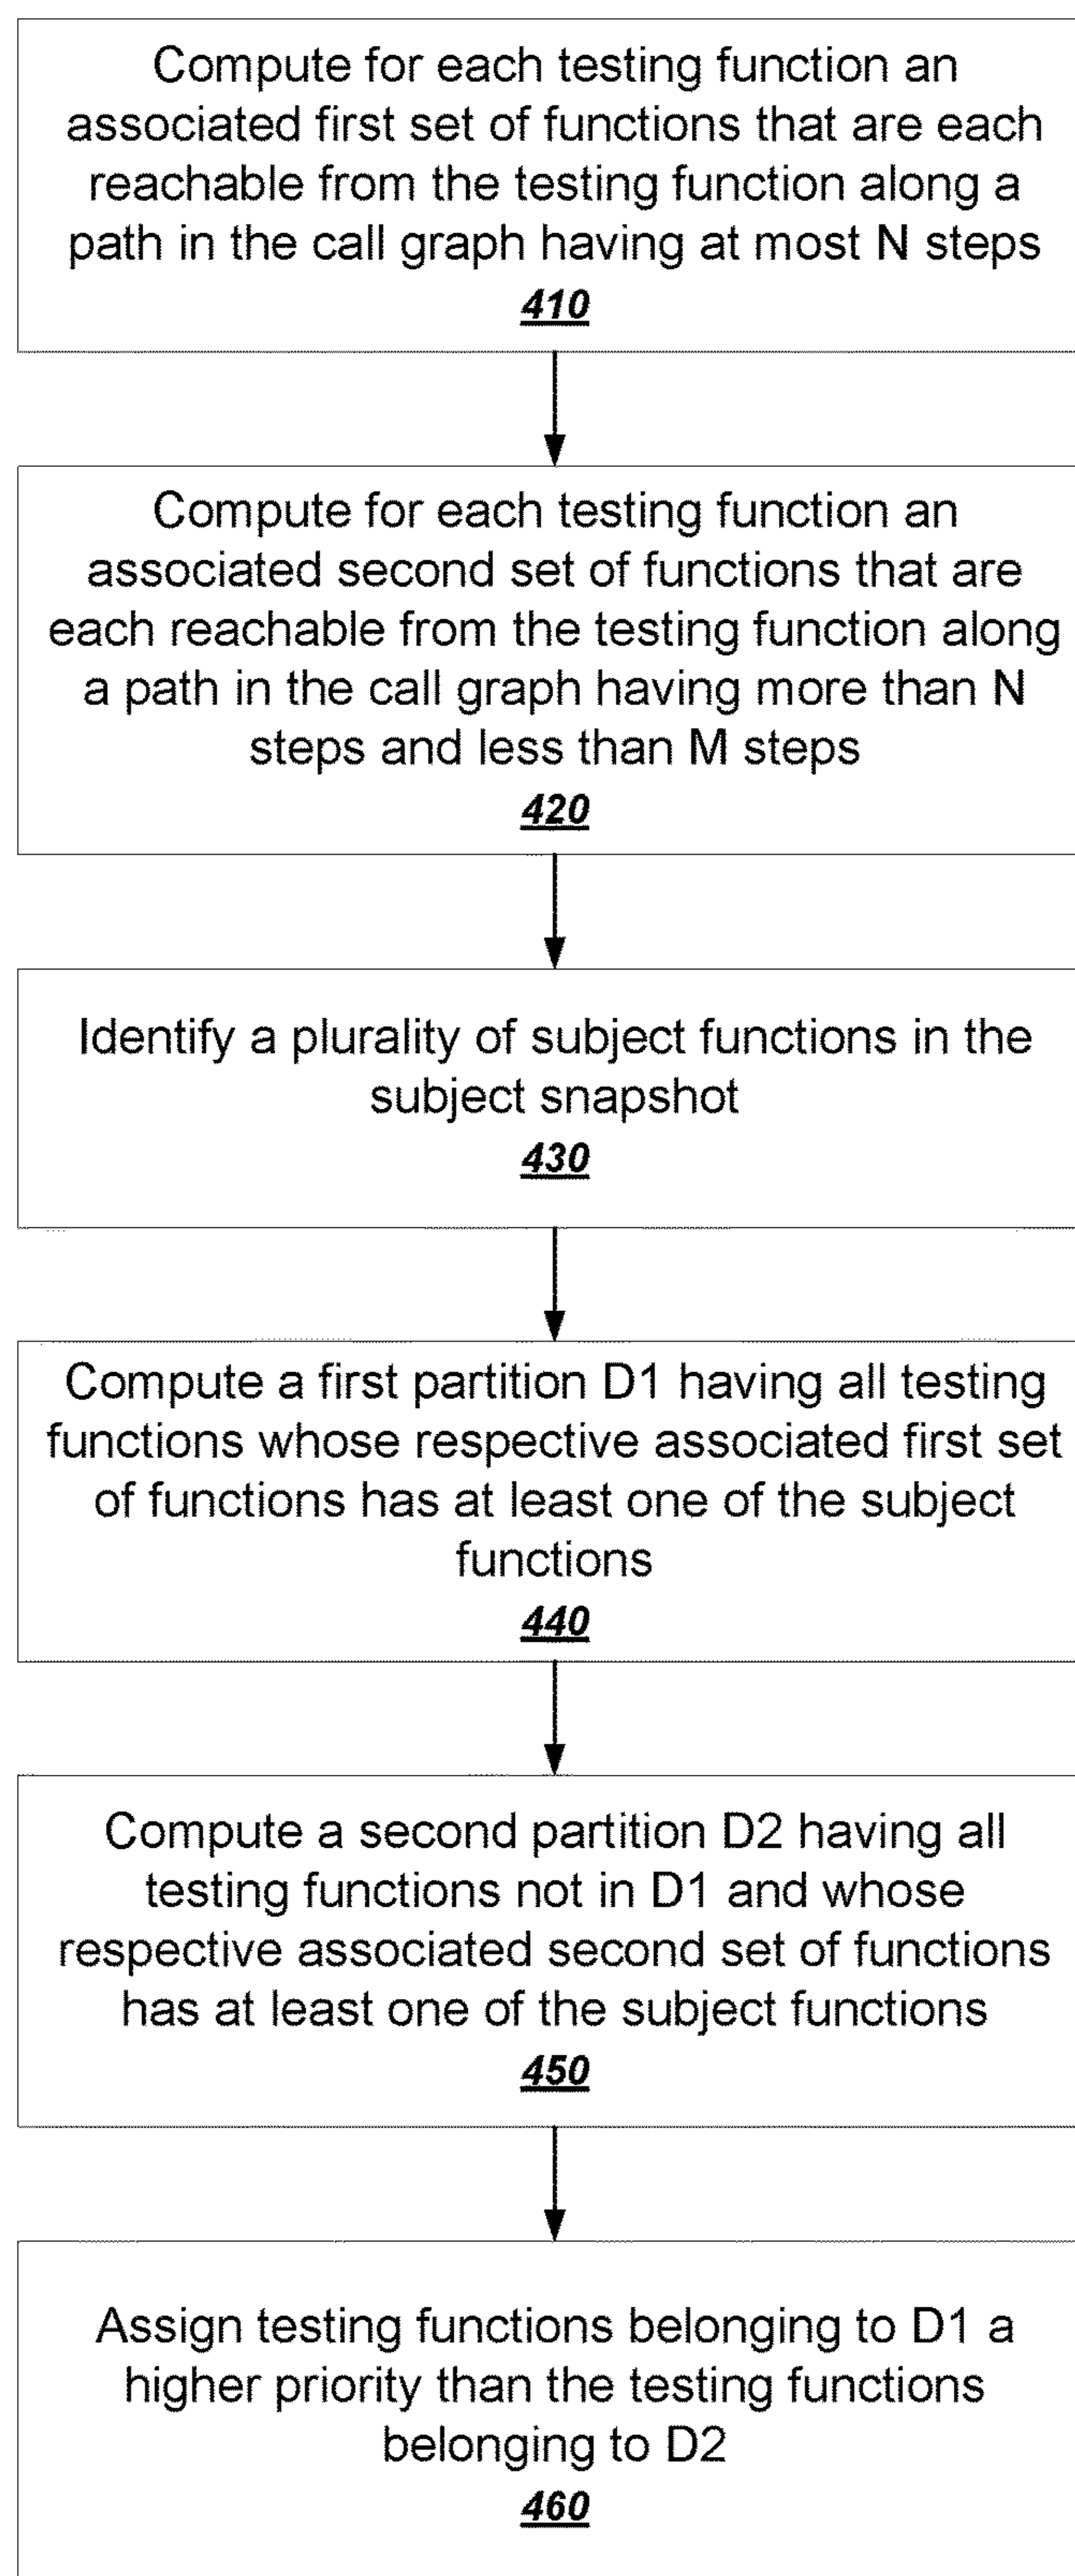 Compute for each testing function an
associated first set of functions that are each
reachable from the testing function along a
path in the call graph having at most N steps
410
Compute for each testing function an
associated second set of functions that are
each reachable from the testing function along
a path in the call graph having more than N
steps and less than M steps
420
Identify a plurality of subject functions in the
subject snapshot
430
Compute a first partition D1 having all testing
functions whose respective associated first set
of functions has at least one of the subject
functions
440
Compute a second partition D2 having all
testing functions not in D1 and whose
respective associated second set of functions
has at least one of the subject functions
450
Assign testing functions belonging to D1 a
higher priority than the testing functions
belonging to D2
460